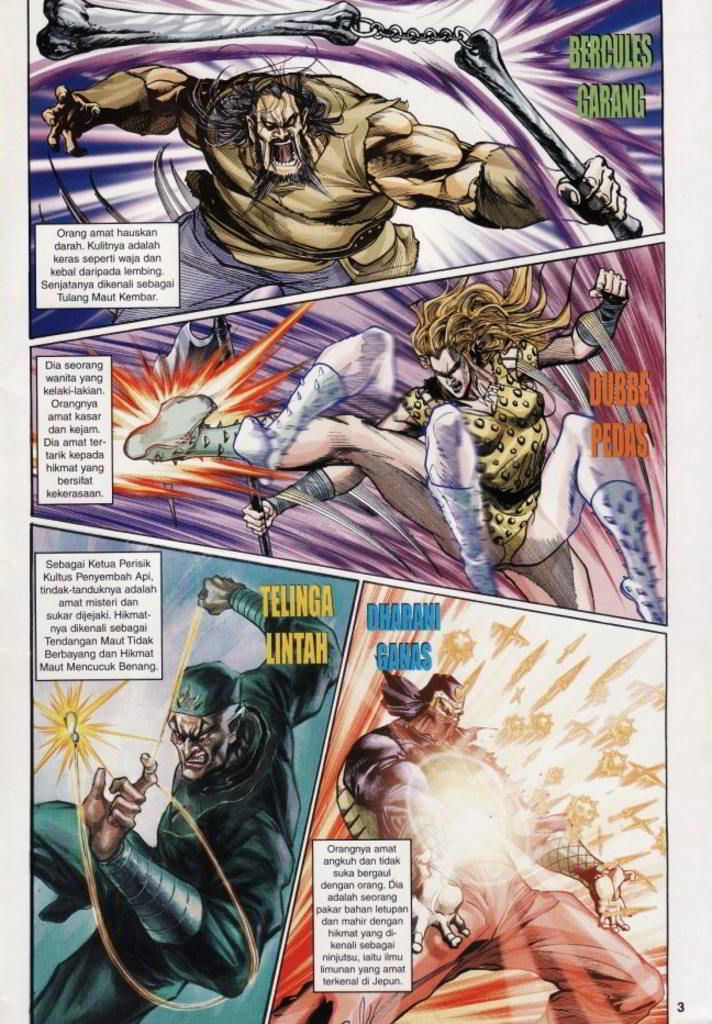 BERCULES
GARANG
Orang amat hauskan
darah. Kulitnya adalah
keras seperti waja dan
kebal daripada lembing.
Senjatanya dikenali sebagai
Tulang Maut Kembar.
Dia seorang
wanita yang
kelaki-lakian.
Orangnya
amat kasar
dan kejam.
Dia amat ter-
tarik kepada
hikmat yang
bersifat
kekerasaan.
DUBBE
PEDAS
Sebagai Ketua Perisik
Kultus Penyembah Api,
tindak-tanduknya adalah
amat misteri dan
sukar dijejaki. Hikmat-
nya dikenali sebagai
Tendangan Maut Tidak
Berbayang dan Hikmat
Maut Mencucuk Benang.
TELINGA
LINTAH
DHARANI
GANAS
Orangnya amat
angkuh dan tidak
suka bergaul
dengan orang. Dia
adalah seorang
pakar bahan letupan
dan mahir dengan
hikmat yang di-
kenali sebagai
ninjutsu, iaitu ilmu
limunan yang amat
terkenal di Jepun.
3